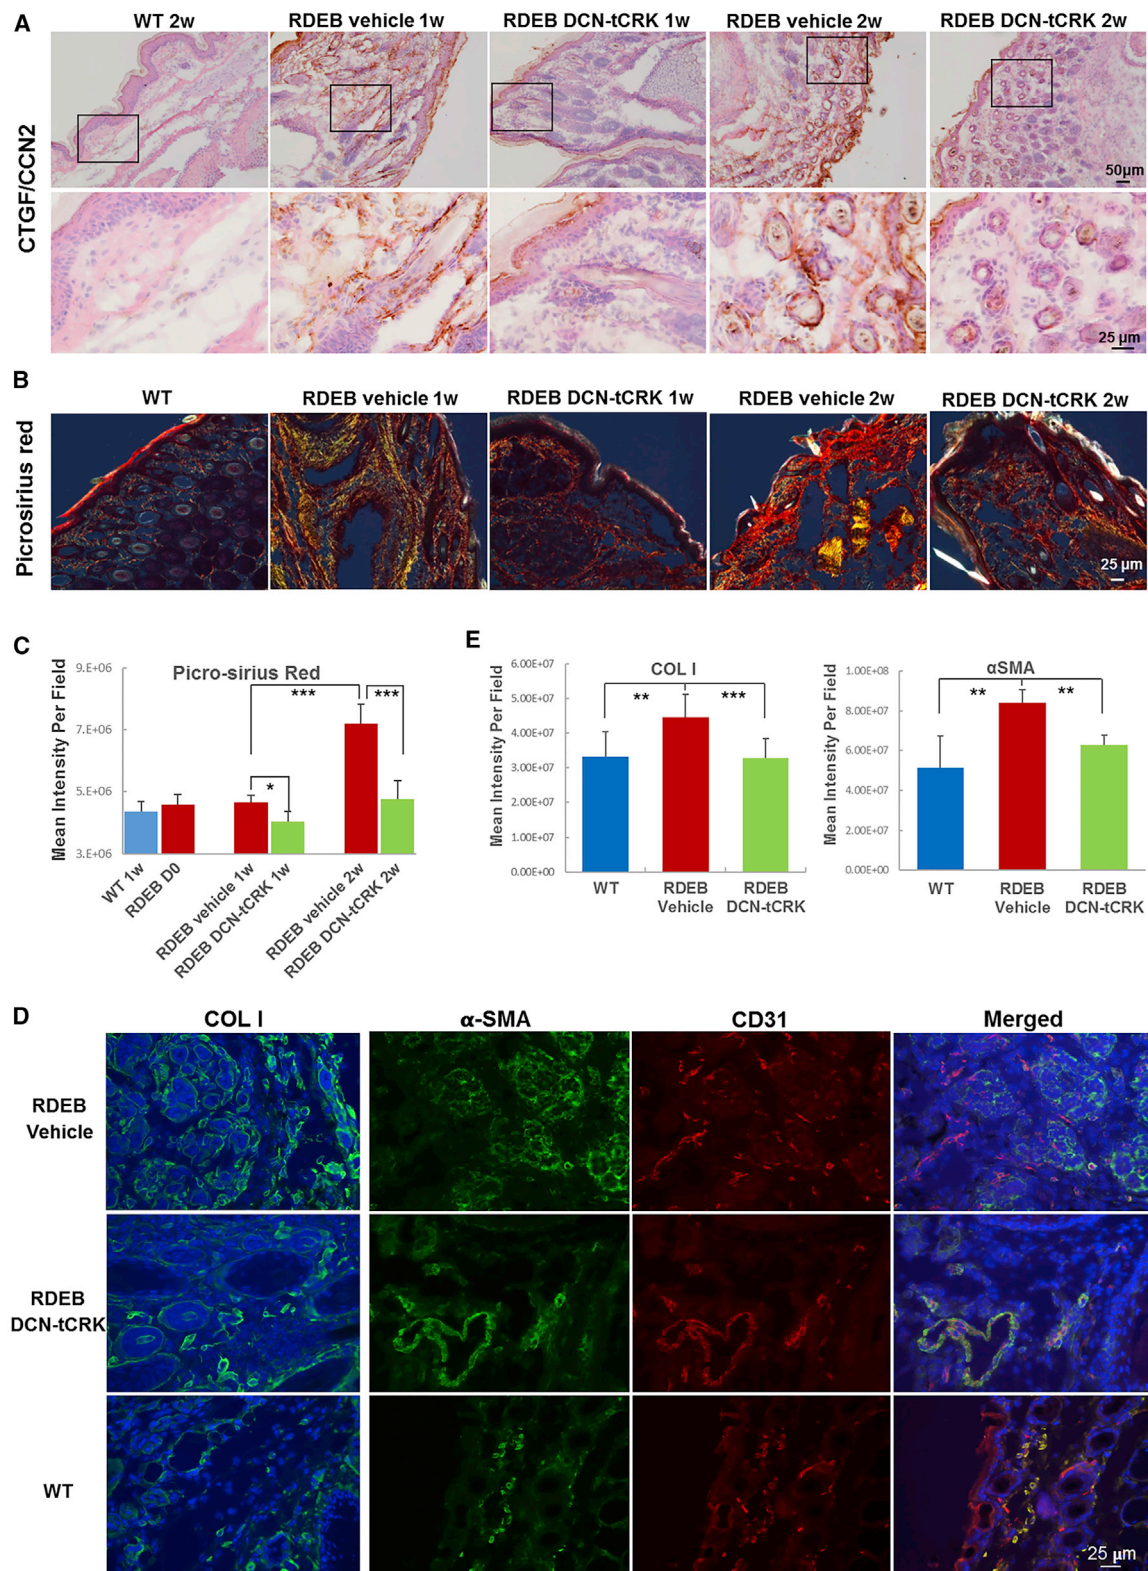 A
WT 2w
RDEB vehicle 1w
RDEB DCN-tCRK 1w
RDEB vehicle 2w
RDEB DCN-tCRK 2w
CTGF/CCN2
50µm
25 µm
B
WT
RDEB vehicle 1w
RDEB DCN-tCRK 1w
RDEB vehicle 2w
RDEB DCN-tCRK 2w
Picrosirius red
25 µm
C
Picro-sirius Red
Mean Intensity Per Field
9.E+06
7.E+06
5.E+06
3.E+06
***
***
*
WT 1w
RDEB D0
RDEB vehicle 1w
RDEB DCN-tCRK 1w
RDEB vehicle 2w
RDEB DCN-tCRK 2w
E
COL I
Mean Intensity Per Field
6.00E+07
5.00E+07
4.00E+07
3.00E+07
2.00E+07
1.00E+07
0.00E+00
**
***
WT
RDEB
Vehicle
RDEB
DCN-tCRK
αSMA
Mean Intensity Per Field
1.00E+08
8.00E+07
6.00E+07
4.00E+07
2.00E+07
0.00E+00
**
**
WT
RDEB
Vehicle
RDEB
DCN-tCRK
D
COL I
α-SMA
CD31
Merged
RDEB
Vehicle
RDEB
DCN-tCRK
WT
25 µm